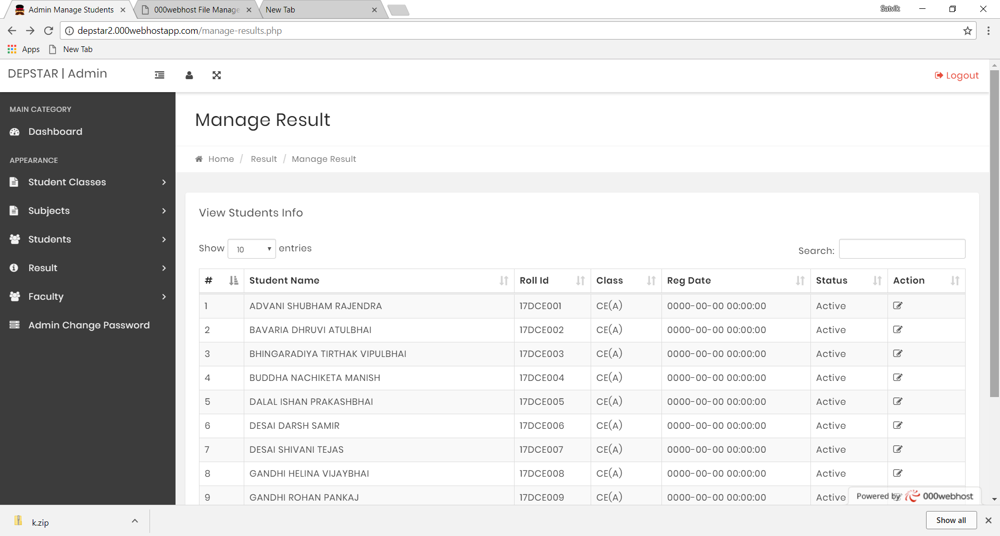 Admin Manage Students
000webhost File Manage
New Tab
Satvik
depstar2.000webhostapp.com/manage-results.php
Apps
New Tab
DEPSTAR | Admin
Logout
MAIN CATEGORY
Dashboard
APPEARANCE
Student Classes
Subjects
Students
Result
Faculty
Admin Change Password
Manage Result
Home / Result / Manage Result
View Students Info
Show 10 entries
Search:
# Student Name Roll Id Class Reg Date Status Action
1 ADVANI SHUBHAM RAJENDRA 17DCE001 CE(A) 0000-00-00 00:00:00 Active
2 BAVARIA DHRUVI ATULBHAI 17DCE002 CE(A) 0000-00-00 00:00:00 Active
3 BHINGARADIYA TIRTHAK VIPULBHAI 17DCE003 CE(A) 0000-00-00 00:00:00 Active
4 BUDDHA NACHIKETA MANISH 17DCE004 CE(A) 0000-00-00 00:00:00 Active
5 DALAL ISHAN PRAKASHBHAI 17DCE005 CE(A) 0000-00-00 00:00:00 Active
6 DESAI DARSH SAMIR 17DCE006 CE(A) 0000-00-00 00:00:00 Active
7 DESAI SHIVANI TEJAS 17DCE007 CE(A) 0000-00-00 00:00:00 Active
8 GANDHI HELINA VIJAYBHAI 17DCE008 CE(A) 0000-00-00 00:00:00 Active
9 GANDHI ROHAN PANKAJ 17DCE009 CE(A) 0000-00-00 00:00:00 Active
Powered by 000webhost
k.zip
Show all